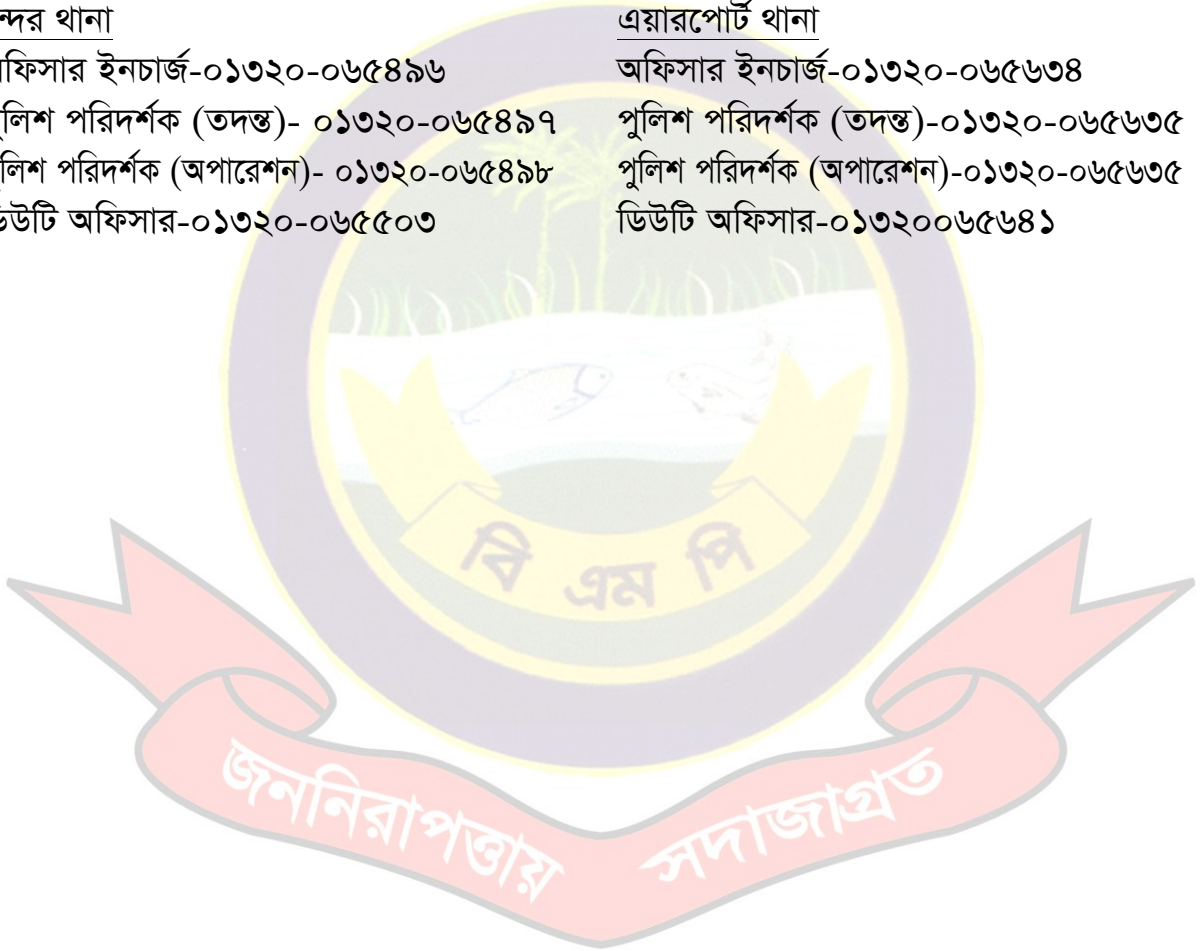 ন্দর থানা
ফিসার ইনচার্জ-০১৩২০-০৬৫৪৯৬
লিশ পরিদর্শক (তদন্ত)- ০১৩২০-০৬৫৪৯৭
লিশ পরিদর্শক (অপারেশন)- ০১৩২০-০৬৫৪৯৮
উটি অফিসার-০১৩২০-০৬৫৫০৩
এয়ারপোর্ট থানা
অফিসার ইনচার্জ-০১৩২০-০৬৫৬৩৪
পুলিশ পরিদর্শক (তদন্ত)-০১৩২০-০৬৫৬৩৫
পুলিশ পরিদর্শক (অপারেশন)-০১৩২০-০৬৫৬৩৫
ডিউটি অফিসার-০১৩২০০৬৫৬৪১
বি এম পি
জননিরাপত্তায় সদাজাগ্রত